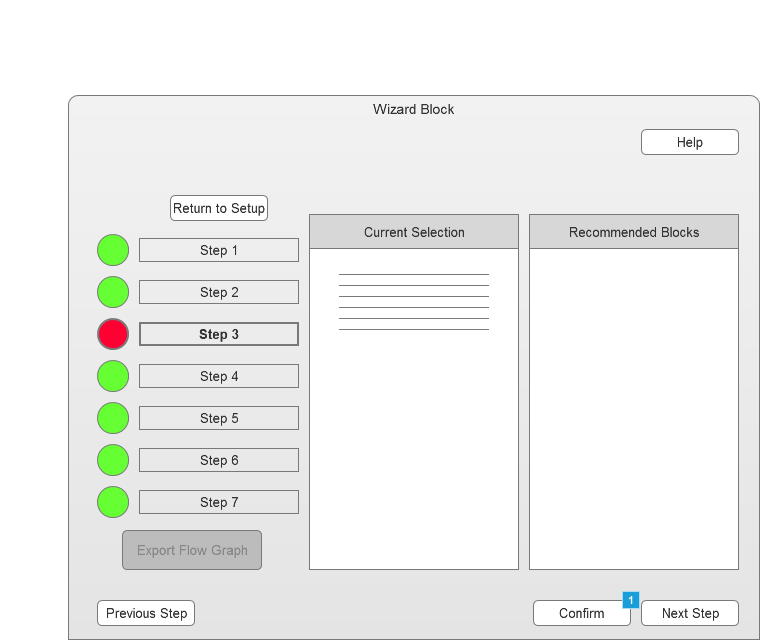 Wizard Block
Help
Return to Setup
Step 1
Step 2
Step 3
Step 4
Step 5
Step 6
Step 7
Export Flow Graph
Current Selection
Recommended Blocks
Previous Step
Confirm
1
Next Step